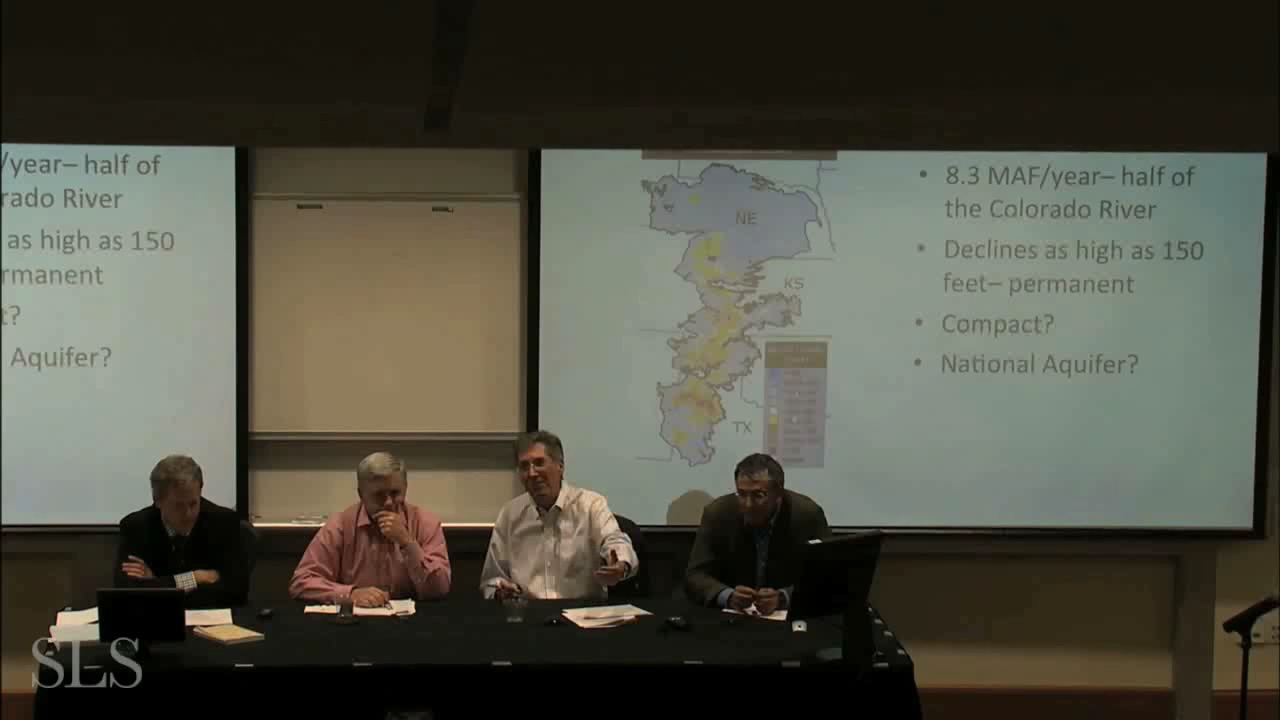 /year– half of
rado River
as high as 150
rmanent
t?
Aquifer?
NE
KS
TX
• 8.3 MAF/year– half of
the Colorado River
• Declines as high as 150
feet– permanent
• Compact?
• National Aquifer?
SLS